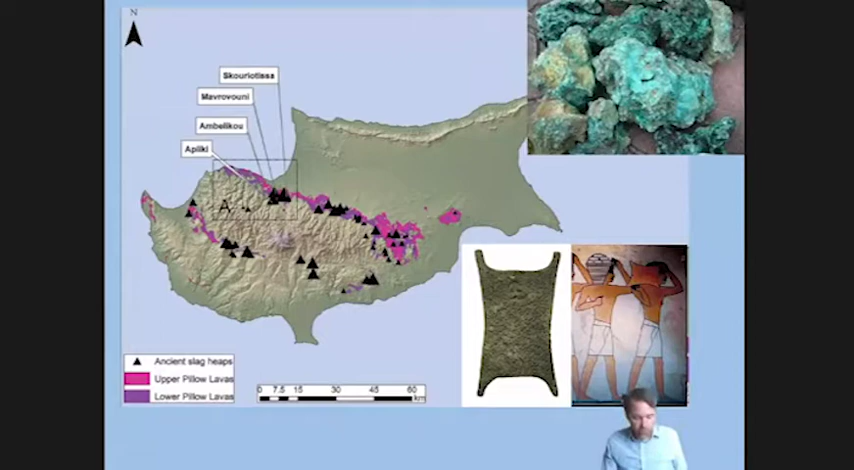 N
Skouriotissa
Mavrovouni
Ambelikou
Apliki
A
Ancient slag heaps
Upper Pillow Lavas
Lower Pillow Lavas
0 7.5 15 30 45 60
km